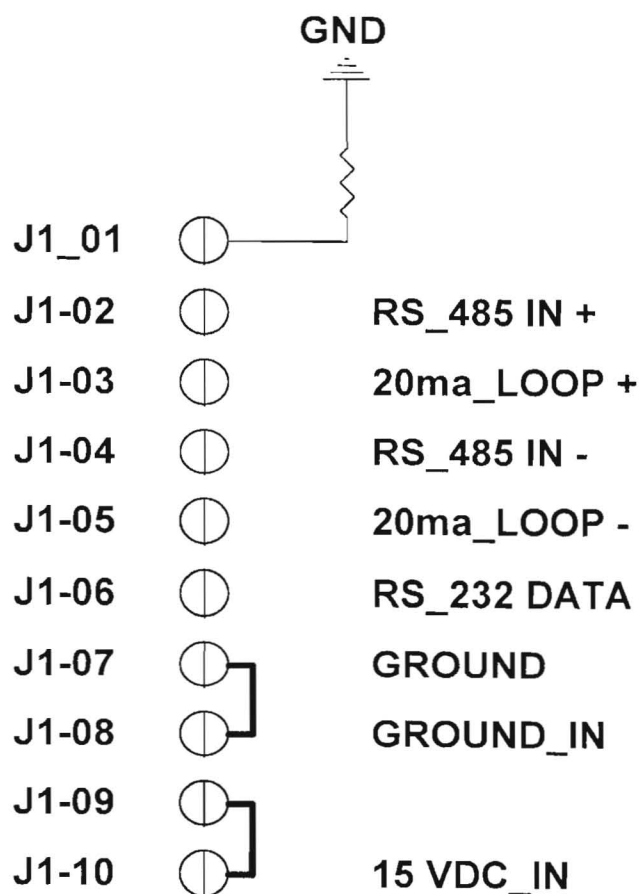 GND
J1_01
J1-02 RS_485 IN +
J1-03 20ma_LOOP +
J1-04 RS_485 IN -
J1-05 20ma_LOOP -
J1-06 RS_232 DATA
J1-07 GROUND
J1-08 GROUND_IN
J1-09
J1-10 15 VDC_IN